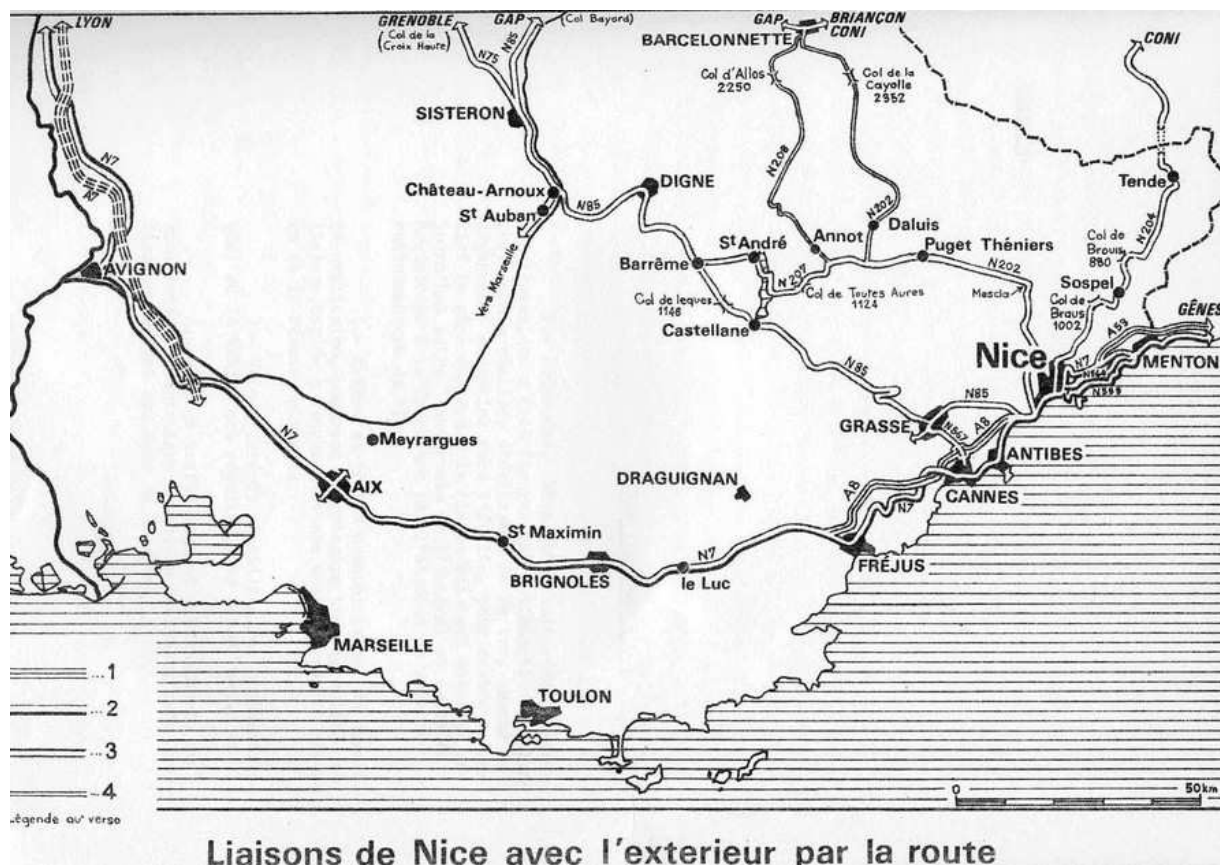 LYON
GRENOBLE
(Col de la
Croix Haute)
GAP
(Col Bayard)
GAP
BRIANÇON
CONI
BARCELONNETTE
CONI
N75
N85
Col d'Allos
2250
Col de la
Cayolle
2352
SISTERON
N7
N208
Château-Arnoux
DIGNE
Tende
St Auban
N85
N202
Daluis
N204
AVIGNON
Vers Marseille
St André
Annot
Puget Théniers
Col de
Brouis
880
Barrême
N207
N202
Sospel
Col de leques
1146
Col de Toutes Aures
1124
Mescla
Col de
Braus
1002
Castellane
GÊNES
A59
Nice
N7
MENTON
N7
N85
N85
GRASSE
N567
A8
Meyrargues
ANTIBES
AIX
DRAGUIGNAN
A8
CANNES
N7
St Maximin
N7
BRIGNOLES
le Luc
FRÉJUS
MARSEILLE
...1
TOULON
...2
...3
...4
0
50km
égende au verso
Liaisons de Nice avec l'exterieur par la route